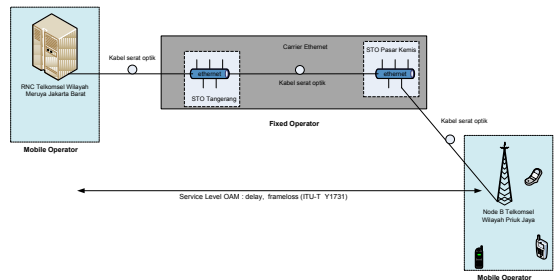 Carrier Ethernet
STO Pasar Kemis
Kabel serat optik
ethernet
ethernet
Kabel serat optik
RNC Telkomsel Wilayah
Meruya Jakarta Barat
STO Tangerang
Mobile Operator
Fixed Operator
Kabel serat optik
Service Level OAM : delay, frameloss (ITU-T Y1731)
Node B Telkomsel
Wilayah Priuk Jaya
Mobile Operator